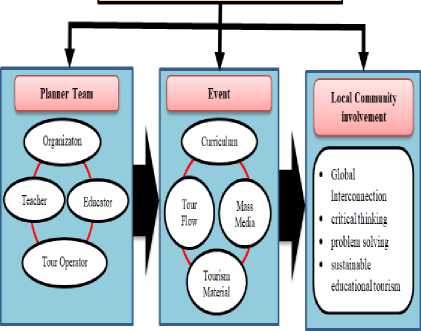 Planner Team
Organizaton
Teacher
Educator
Tour Operator
Event
Curriculum
Tour
Flow
Mass
Media
Tourism
Material
Local Community
involvement
• Global
Interconnection
• critical thinking
• problem solving
• sustainable
educational tourism